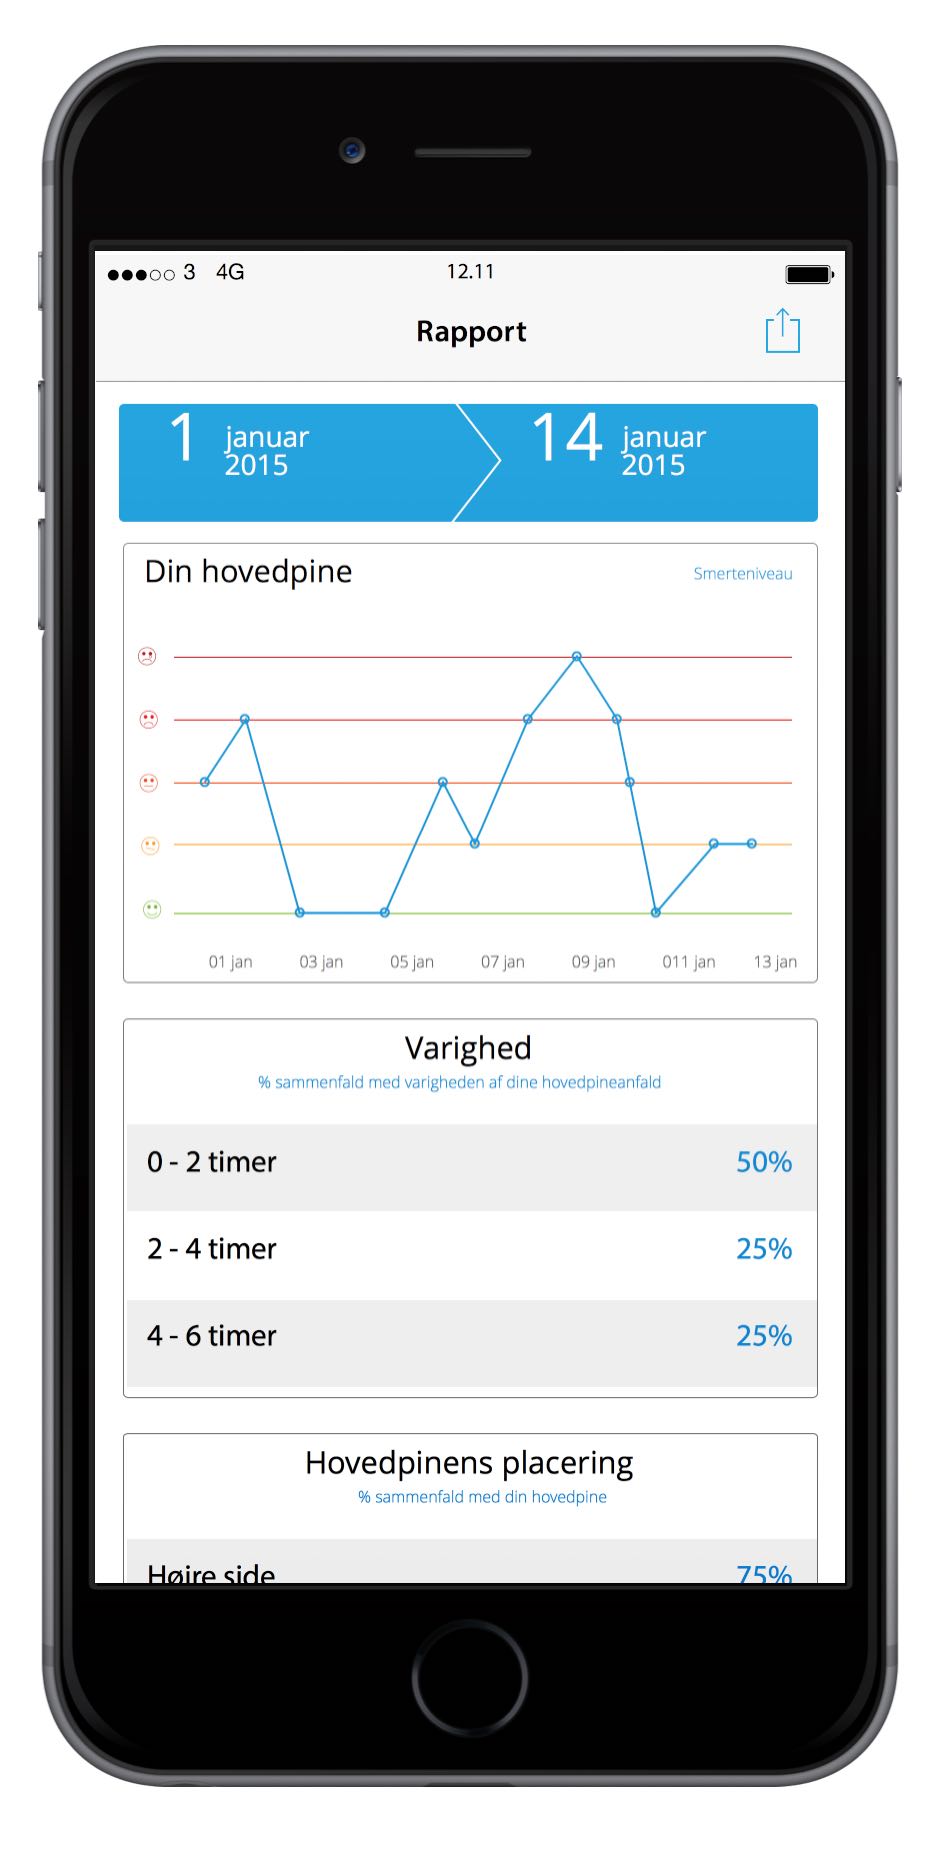 3 4G 12.11
Rapport
1 januar 2015 14 januar 2015
Din hovedpine Smerteniveau
01 jan 03 jan 05 jan 07 jan 09 jan 011 jan 13 jan
Varighed
% sammenfald med varigheden af dine hovedpineanfald
0 - 2 timer 50%
2 - 4 timer 25%
4 - 6 timer 25%
Hovedpinens placering
% sammenfald med din hovedpine
Højre side 75%